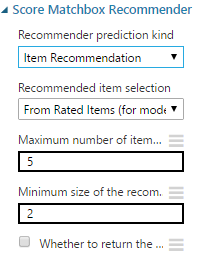 Score Matchbox Recommender
Recommender prediction kind
Item Recommendation
Recommended item selection
From Rated Items (for mode
Maximum number of item...
5
Minimum size of the recom.
2
Whether to return the ...